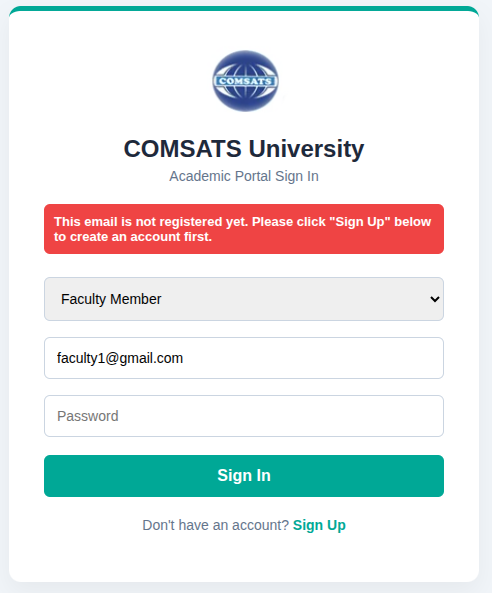 COMSATS
COMSATS University
Academic Portal Sign In
This email is not registered yet. Please click "Sign Up" below
to create an account first.
Faculty Member
faculty1@gmail.com
Password
Sign In
Don't have an account? Sign Up